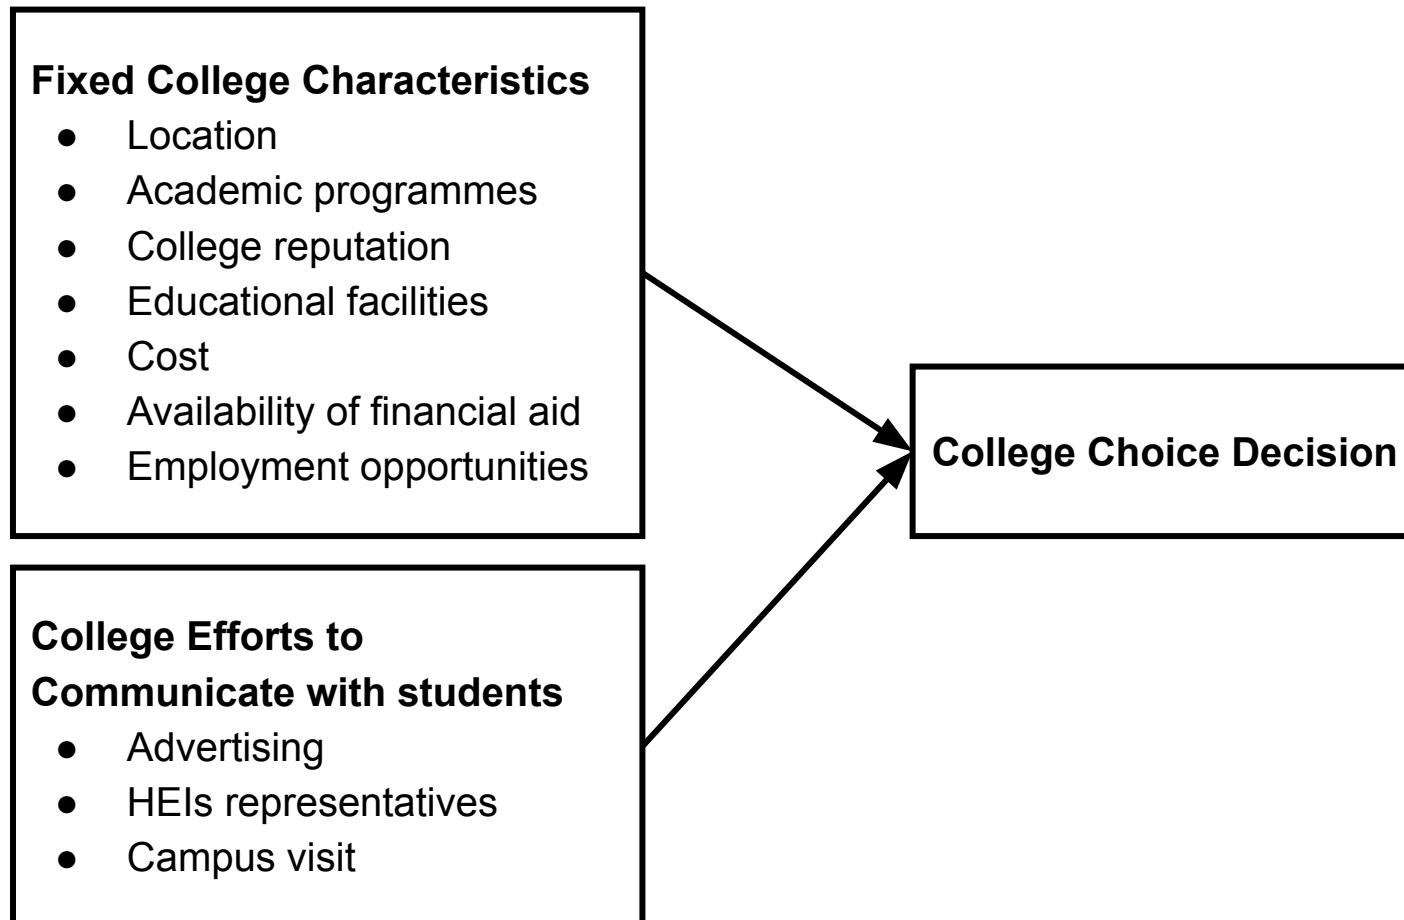 Fixed College Characteristics
● Location
● Academic programmes
● College reputation
● Educational facilities
● Cost
● Availability of financial aid
● Employment opportunities
College Choice Decision
College Efforts to
Communicate with students
● Advertising
● HEIs representatives
● Campus visit